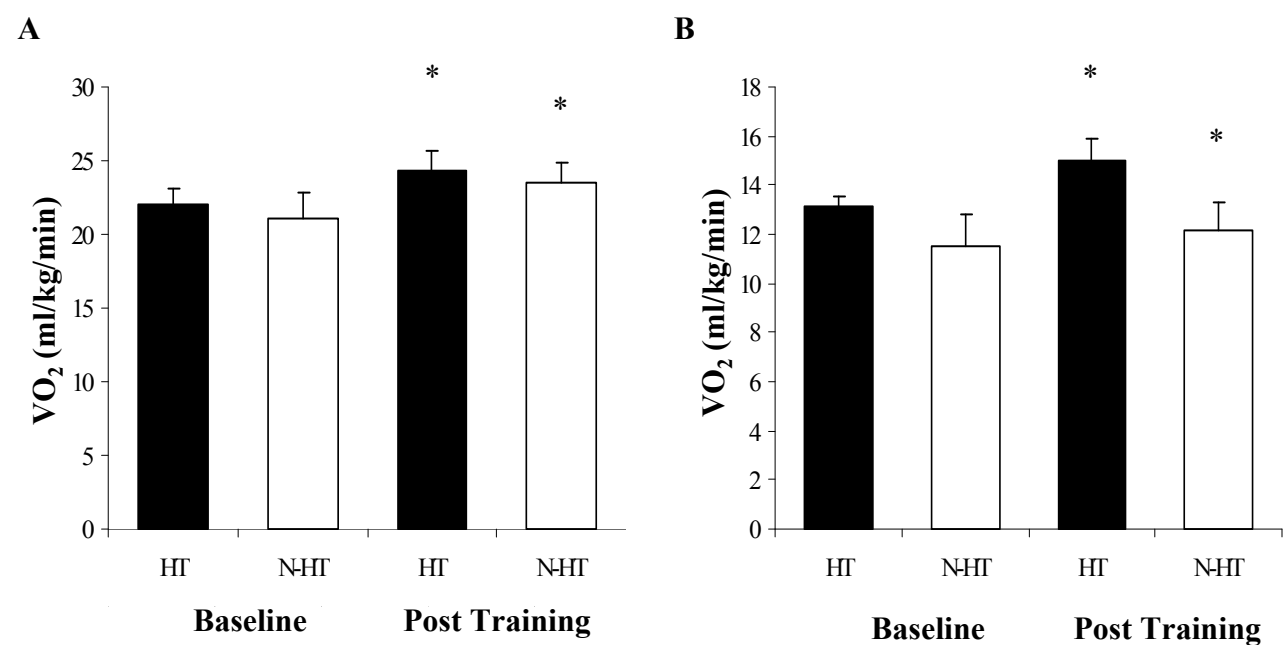 A
VO₂ (ml/kg/min)
30
25
20
15
10
5
0
*
*
HT
N-HT
HT
N-HT
Baseline
Post Training
B
VO₂ (ml/kg/min)
18
16
14
12
10
8
6
4
2
0
*
*
HT
N-HT
HT
N-HT
Baseline
Post Training